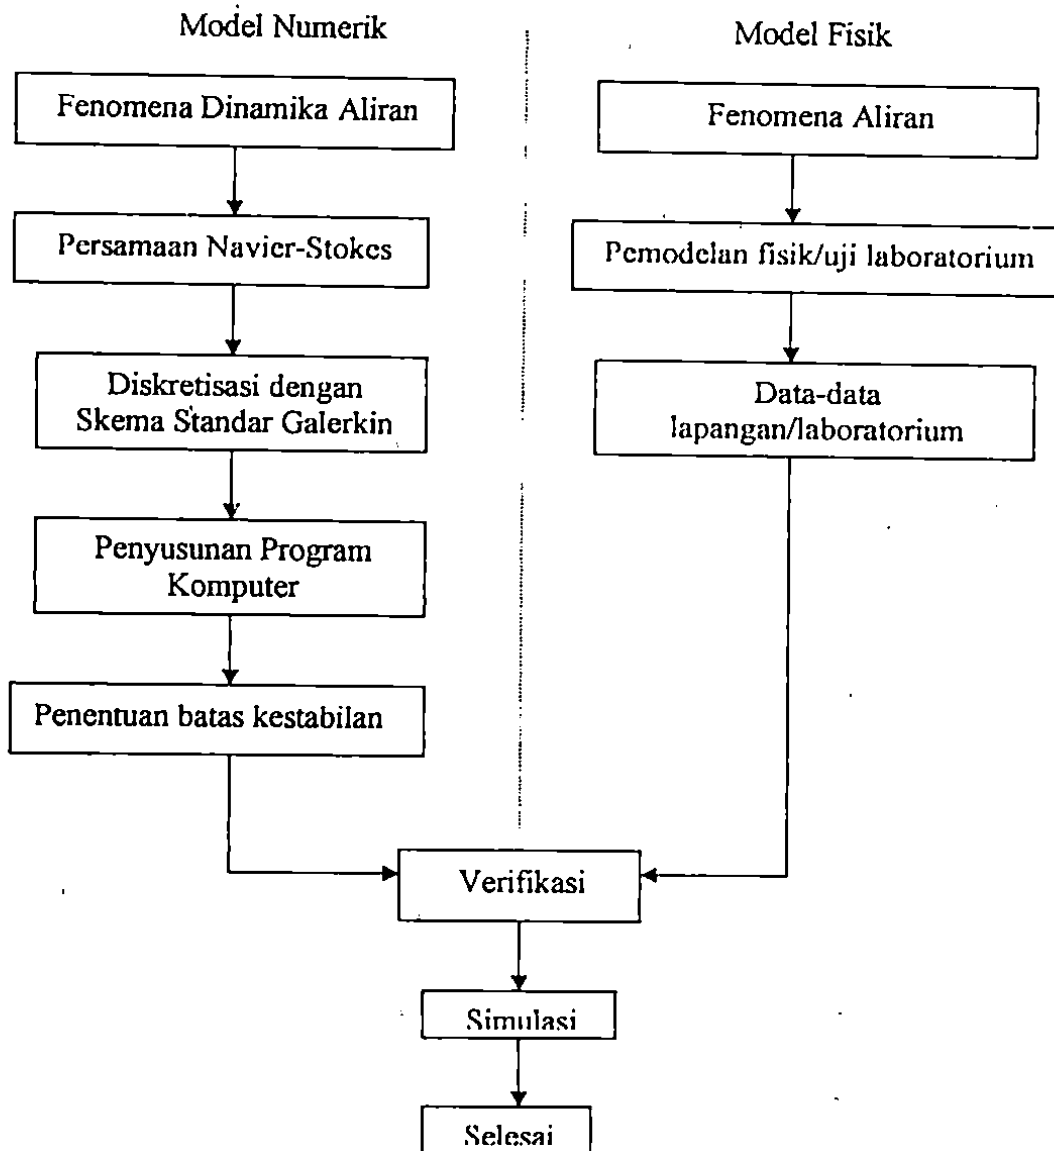 Model Numerik
Fenomena Dinamika Aliran
Persamaan Navier-Stokes
Diskretisasi dengan
Skema Standar Galerkin
Penyusunan Program
Komputer
Penentuan batas kestabilan
Model Fisik
Fenomena Aliran
Pemodelan fisik/uji laboratorium
Data-data
lapangan/laboratorium
Verifikasi
Simulasi
Selesai